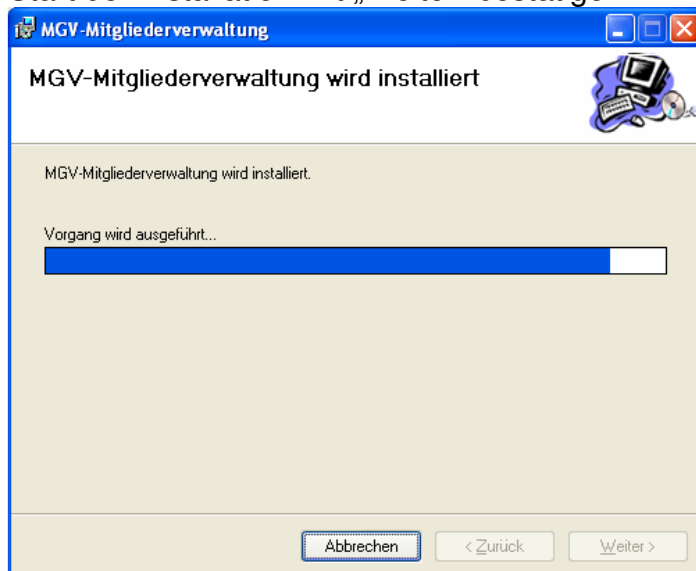 MGV-Mitgliederverwaltung
MGV-Mitgliederverwaltung wird installiert
MGV-Mitgliederverwaltung wird installiert.
Vorgang wird ausgeführt...
Abbrechen
< Zurück
Weiter >